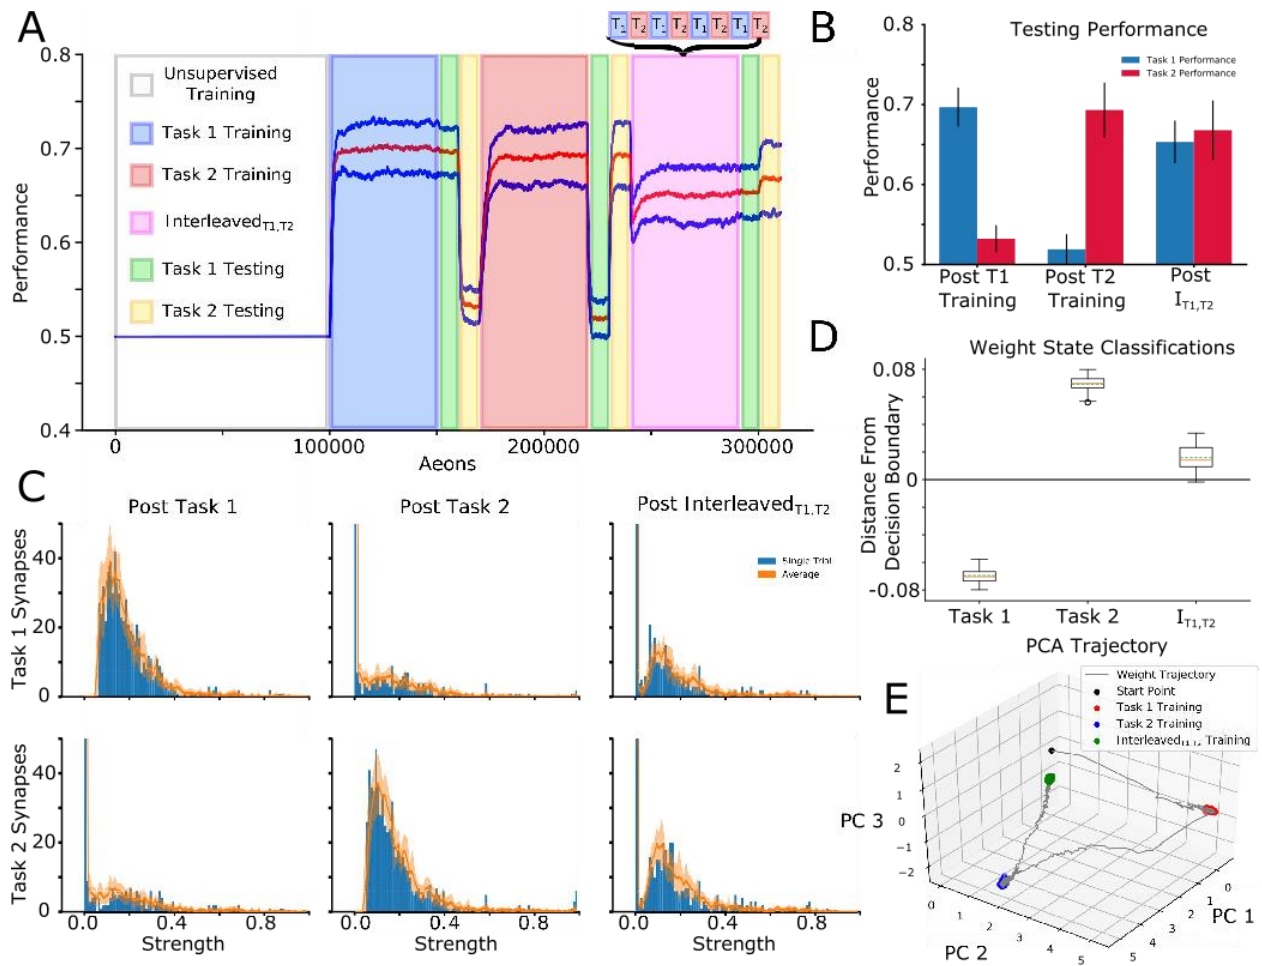 A
T1 T2 T1 T2 T1 T2 T1 T2
0.8
0.7
0.6
0.5
0.4
Performance
Unsupervised
Training
Task 1 Training
Task 2 Training
InterleavedT1,T2
Task 1 Testing
Task 2 Testing
0 100000 200000 300000
Aeons
B
Testing Performance
Task 1 Performance
Task 2 Performance
0.8
0.7
0.6
0.5
Performance
Post T1 Post T2 Post
Training Training IT1,T2
C
Post Task 1 Post Task 2 Post InterleavedT1,T2
Task 1 Synapses
40
20
0
Single Trial
Average
Task 2 Synapses
40
20
0
0.0 0.4 0.8 0.0 0.4 0.8 0.0 0.4 0.8
Strength Strength Strength
D
Weight State Classifications
0.08
0
-0.08
Distance From
Decision Boundary
Task 1 Task 2 IT1,T2
E
PCA Trajectory
Weight Trajectory
Start Point
Task 1 Training
Task 2 Training
InterleavedT1,T2 Training
PC 3
2
1
0
−1
−2
0 1 2 3 4 5
PC 2
0
1
2
3
4
5
PC 1